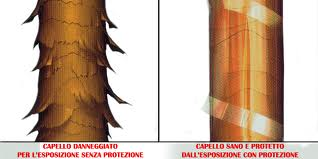 CAPELLO DANNEGGIATO
PER L'ESPOSIZIONE SENZA PROTEZIONE
CAPELLO SANO E PROTETTO
DALL'ESPOSIZIONE CON PROTEZIONE